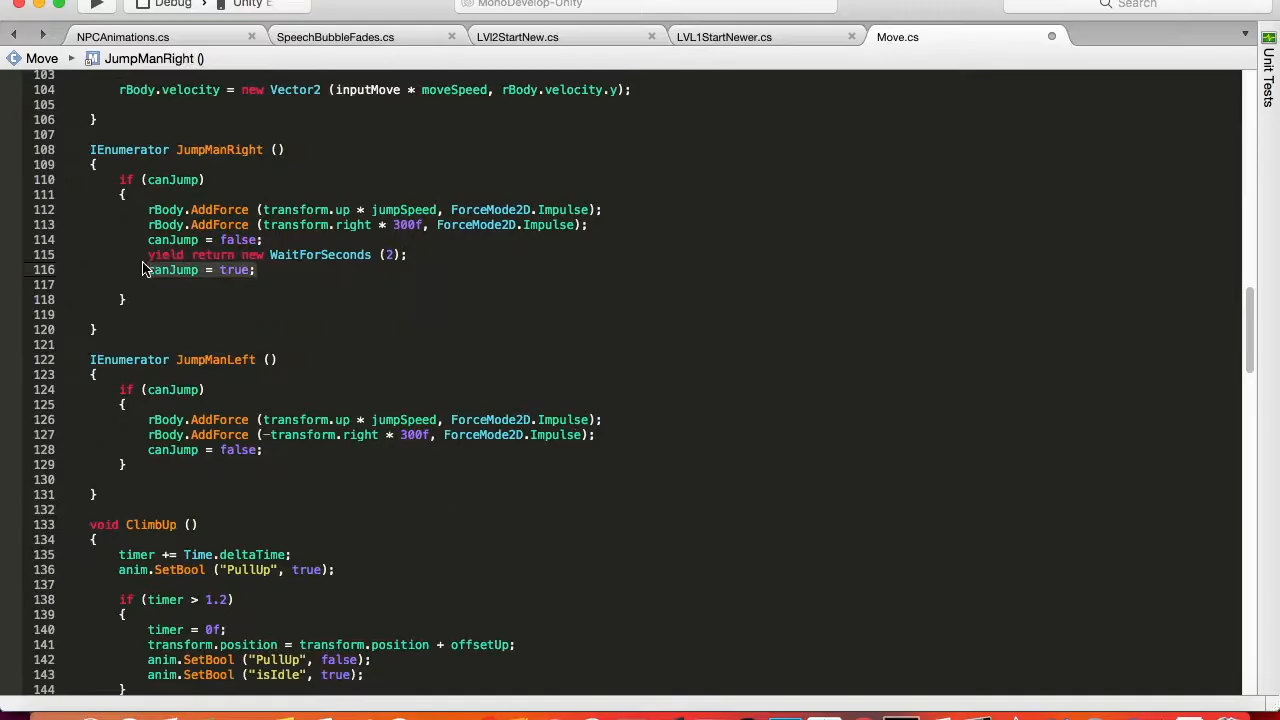 Debug
Unity E
MonoDevelop-Unity
Search
NPCAnimations.cs
SpeechBubbleFades.cs
LVl2StartNew.cs
LVL1StartNewer.cs
Move.cs
Move
JumpManRight ()
Unit Tests
103
104 rBody.velocity = new Vector2 (inputMove * moveSpeed, rBody.velocity.y);
105
106 }
107
108 IEnumerator JumpManRight ()
109 {
110 if (canJump)
111 {
112 rBody.AddForce (transform.up * jumpSpeed, ForceMode2D.Impulse);
113 rBody.AddForce (transform.right * 300f, ForceMode2D.Impulse);
114 canJump = false;
115 yield return new WaitForSeconds (2);
116 canJump = true;
117
118 }
119
120 }
121
122 IEnumerator JumpManLeft ()
123 {
124 if (canJump)
125 {
126 rBody.AddForce (transform.up * jumpSpeed, ForceMode2D.Impulse);
127 rBody.AddForce (-transform.right * 300f, ForceMode2D.Impulse);
128 canJump = false;
129 }
130
131 }
132
133 void ClimbUp ()
134 {
135 timer += Time.deltaTime;
136 anim.SetBool ("PullUp", true);
137
138 if (timer > 1.2)
139 {
140 timer = 0f;
141 transform.position = transform.position + offsetUp;
142 anim.SetBool ("PullUp", false);
143 anim.SetBool ("isIdle", true);
144 }